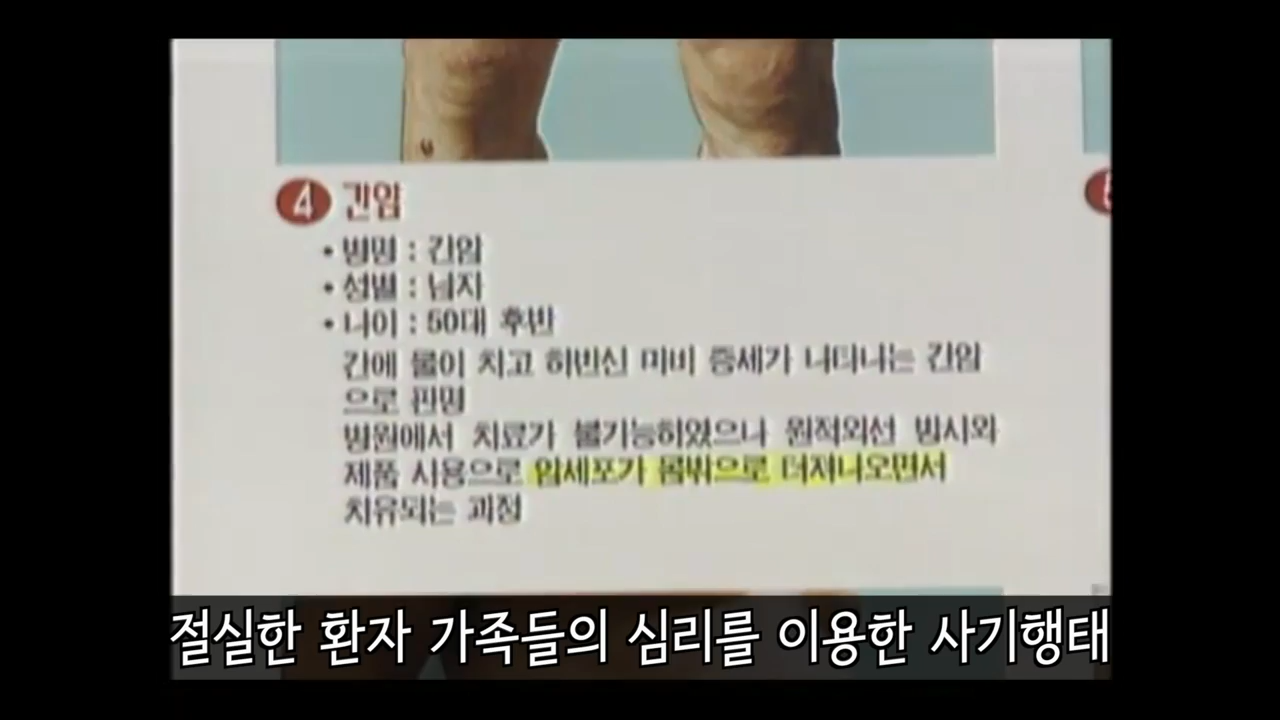 4 간암
• 병명 : 간암
• 성별 : 남자
• 나이 : 50대 후반
간에 물이 차고 하반신 마비 증세가 나타나는 간암
으로 판명
병원에서 치료가 불가능하였으나 원적외선 방사와
제품 사용으로 암세포가 몸밖으로 터져나오면서
치유되는 과정
절실한 환자 가족들의 심리를 이용한 사기행태